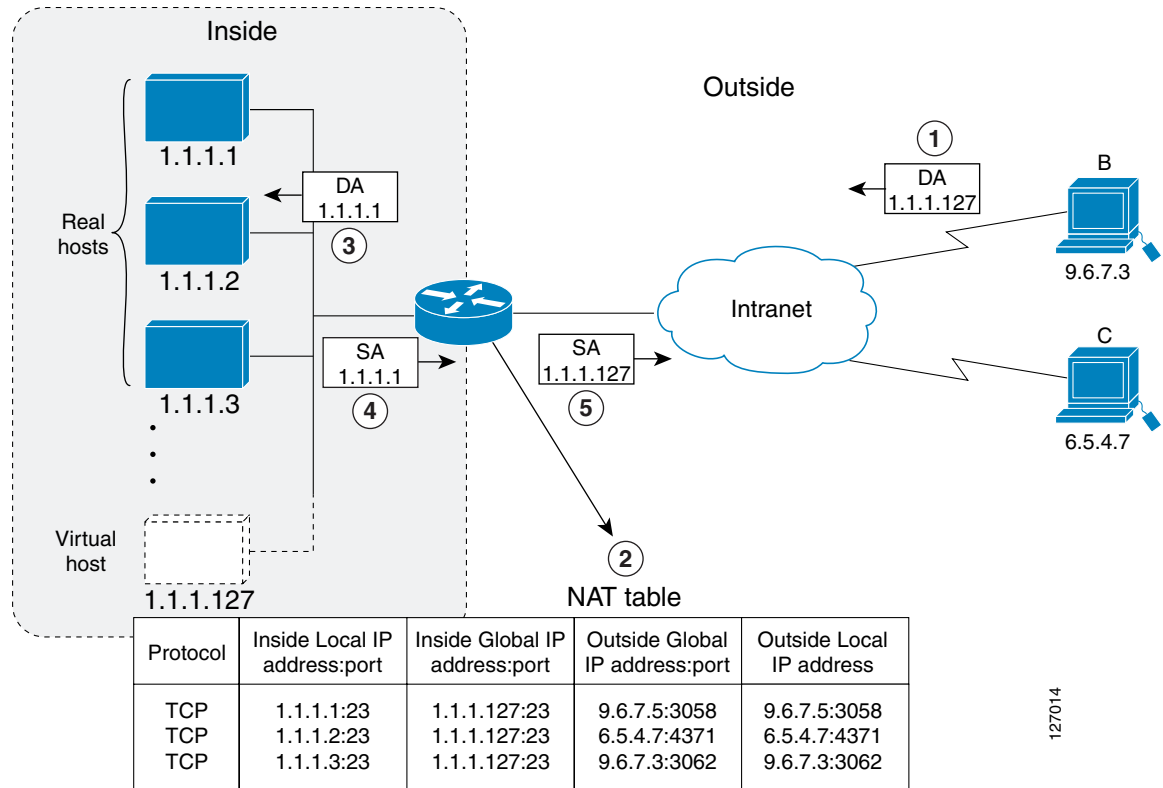 Inside
Outside
1.1.1.1
DA
1.1.1.1
3
1
DA
1.1.1.127
B
9.6.7.3
Real
hosts
1.1.1.2
1.1.1.3
SA
1.1.1.1
4
SA
1.1.1.127
5
Intranet
C
6.5.4.7
Virtual
host
1.1.1.127
2
NAT table
Protocol
Inside Local IP
address:port
Inside Global IP
address:port
Outside Global
IP address:port
Outside Local
IP address
TCP 1.1.1.1:23 1.1.1.127:23 9.6.7.5:3058 9.6.7.5:3058
TCP 1.1.1.2:23 1.1.1.127:23 6.5.4.7:4371 6.5.4.7:4371
TCP 1.1.1.3:23 1.1.1.127:23 9.6.7.3:3062 9.6.7.3:3062
127014